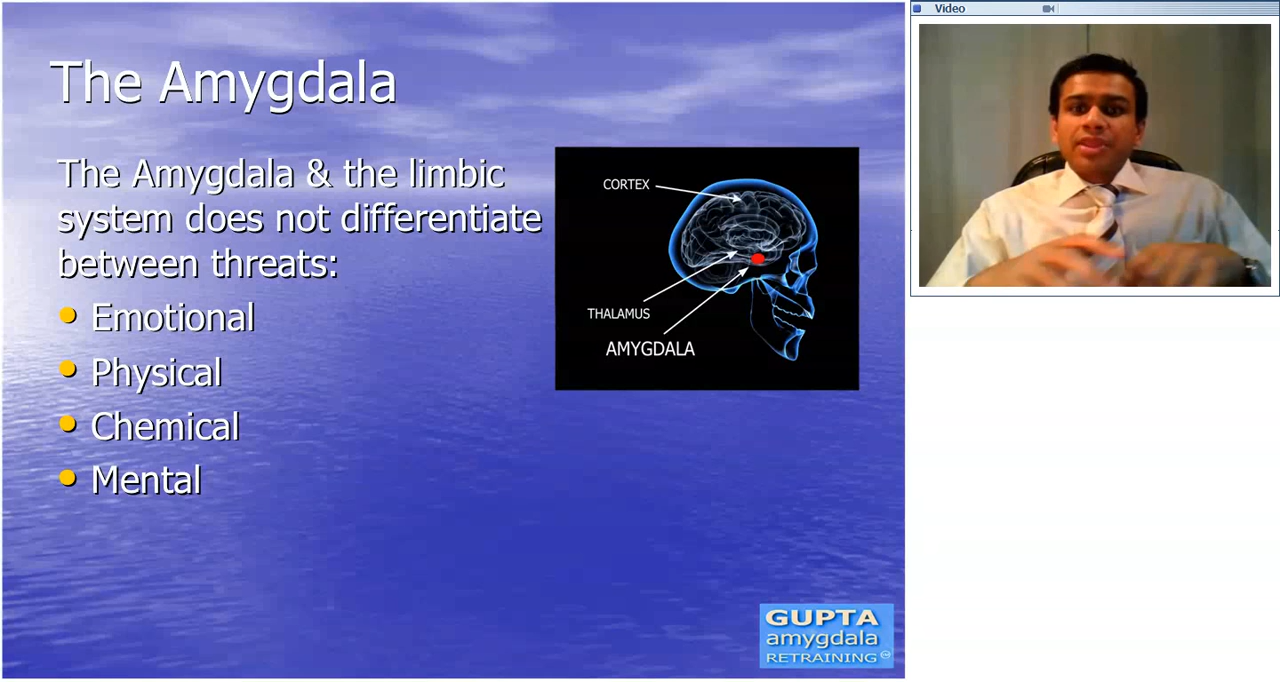 The Amygdala
The Amygdala & the limbic
system does not differentiate
between threats:
Emotional
Physical
Chemical
Mental
CORTEX
THALAMUS
AMYGDALA
GUPTA
amygdala
RETRAINING
Video